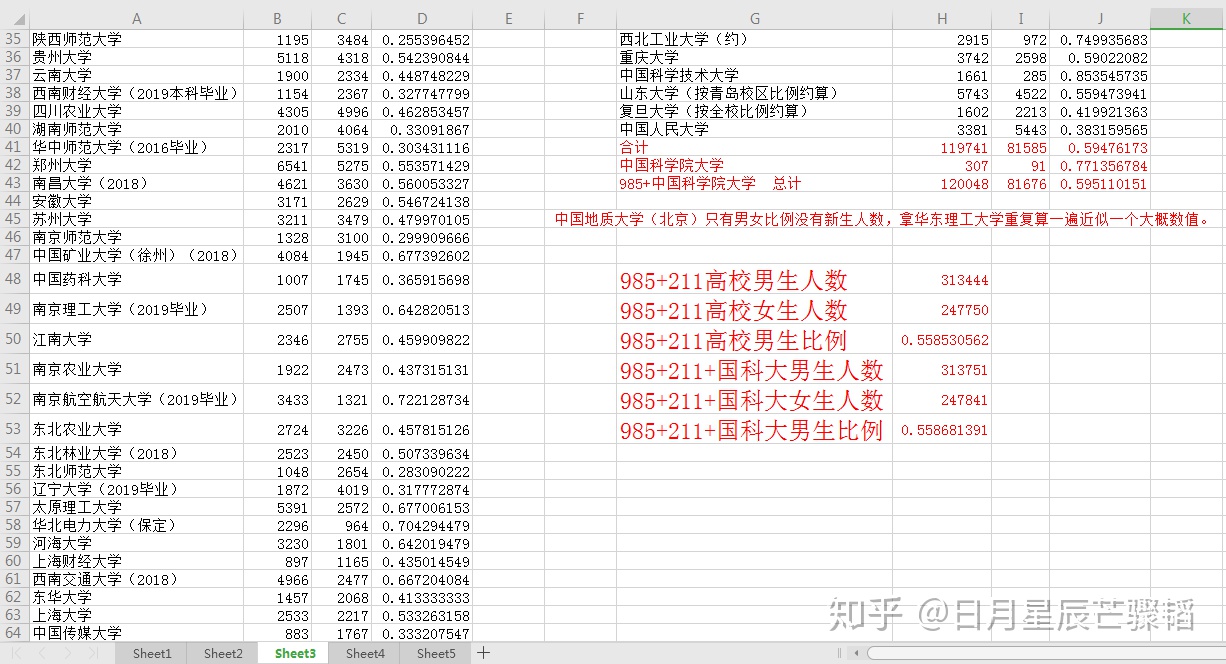 A B C D E F G H I J K
35 陕西师范大学 1195 3484 0.255396452 西北工业大学（约） 2915 972 0.749935683
36 贵州大学 5118 4318 0.542390844 重庆大学 3742 2598 0.59022082
37 云南大学 1900 2334 0.448748229 中国科学技术大学 1661 285 0.853545735
38 西南财经大学（2019本科毕业） 1154 2367 0.327747799 山东大学（按青岛校区比例约算） 5743 4522 0.559473941
39 四川农业大学 4305 4996 0.462853457 复旦大学（按全校比例约算） 1602 2213 0.419921363
40 湖南师范大学 2010 4064 0.33091867 中国人民大学 3381 5443 0.383159565
41 华中师范大学（2016毕业） 2317 5319 0.303431116 合计 119741 81585 0.59476173
42 郑州大学 6541 5275 0.553571429 中国科学院大学 307 91 0.771356784
43 南昌大学（2018） 4621 3630 0.560053327 985+中国科学院大学 总计 120048 81676 0.595110151
44 安徽大学 3171 2629 0.546724138
45 苏州大学 3211 3479 0.479970105 中国地质大学（北京）只有男女比例没有新生人数，拿华东理工大学重复算一遍近似一个大概数值。
46 南京师范大学 1328 3100 0.299909666
47 中国矿业大学（徐州）（2018） 4084 1945 0.677392602
48 中国药科大学 1007 1745 0.365915698 985+211高校男生人数 313444
49 南京理工大学（2019毕业） 2507 1393 0.642820513 985+211高校女生人数 247750
50 江南大学 2346 2755 0.459909822 985+211高校男生比例 0.558530562
51 南京农业大学 1922 2473 0.437315131 985+211+国科大男生人数 313751
52 南京航空航天大学（2019毕业） 3433 1321 0.722128734 985+211+国科大女生人数 247841
53 东北农业大学 2724 3226 0.457815126 985+211+国科大男生比例 0.558681391
54 东北林业大学（2018） 2523 2450 0.507339634
55 东北师范大学 1048 2654 0.283090222
56 辽宁大学（2019毕业） 1872 4019 0.317772874
57 太原理工大学 5391 2572 0.677006153
58 华北电力大学（保定） 2296 964 0.704294479
59 河海大学 3230 1801 0.642019479
60 上海财经大学 897 1165 0.435014549
61 西南交通大学（2018） 4966 2477 0.667204084
62 东华大学 1457 2068 0.413333333
63 上海大学 2533 2217 0.533263158
64 中国传媒大学 883 1767 0.333207547
知乎 @日月星辰芒骤韬
Sheet1 Sheet2 Sheet3 Sheet4 Sheet5 +